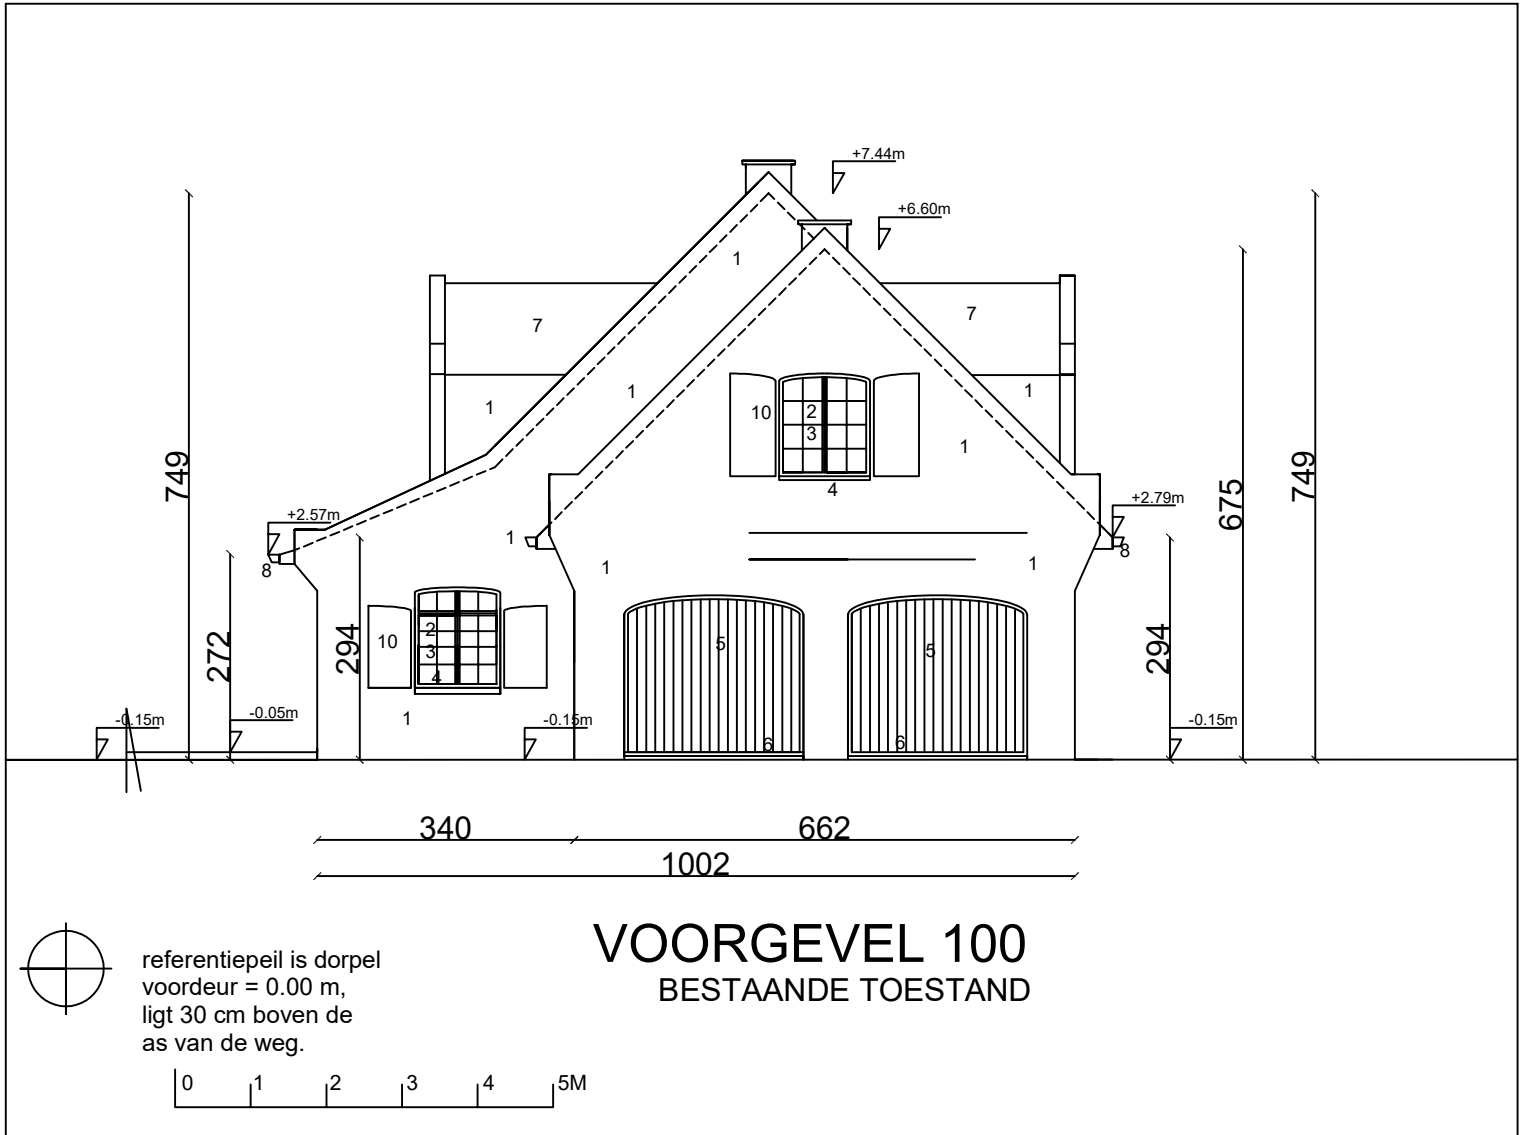 +7.44m
+6.60m
1
7
7
1
1
1
10
2
3
1
4
749
749
675
+2.57m
+2.79m
1
8
8
1
1
272
294
10
2
3
4
5
5
294
-0.15m
-0.05m
1
-0.15m
-0.15m
6
6
340
662
1002
VOORGEVEL 100
BESTAANDE TOESTAND
referentiepeil is dorpel
voordeur = 0.00 m,
ligt 30 cm boven de
as van de weg.
0 1 2 3 4 5M